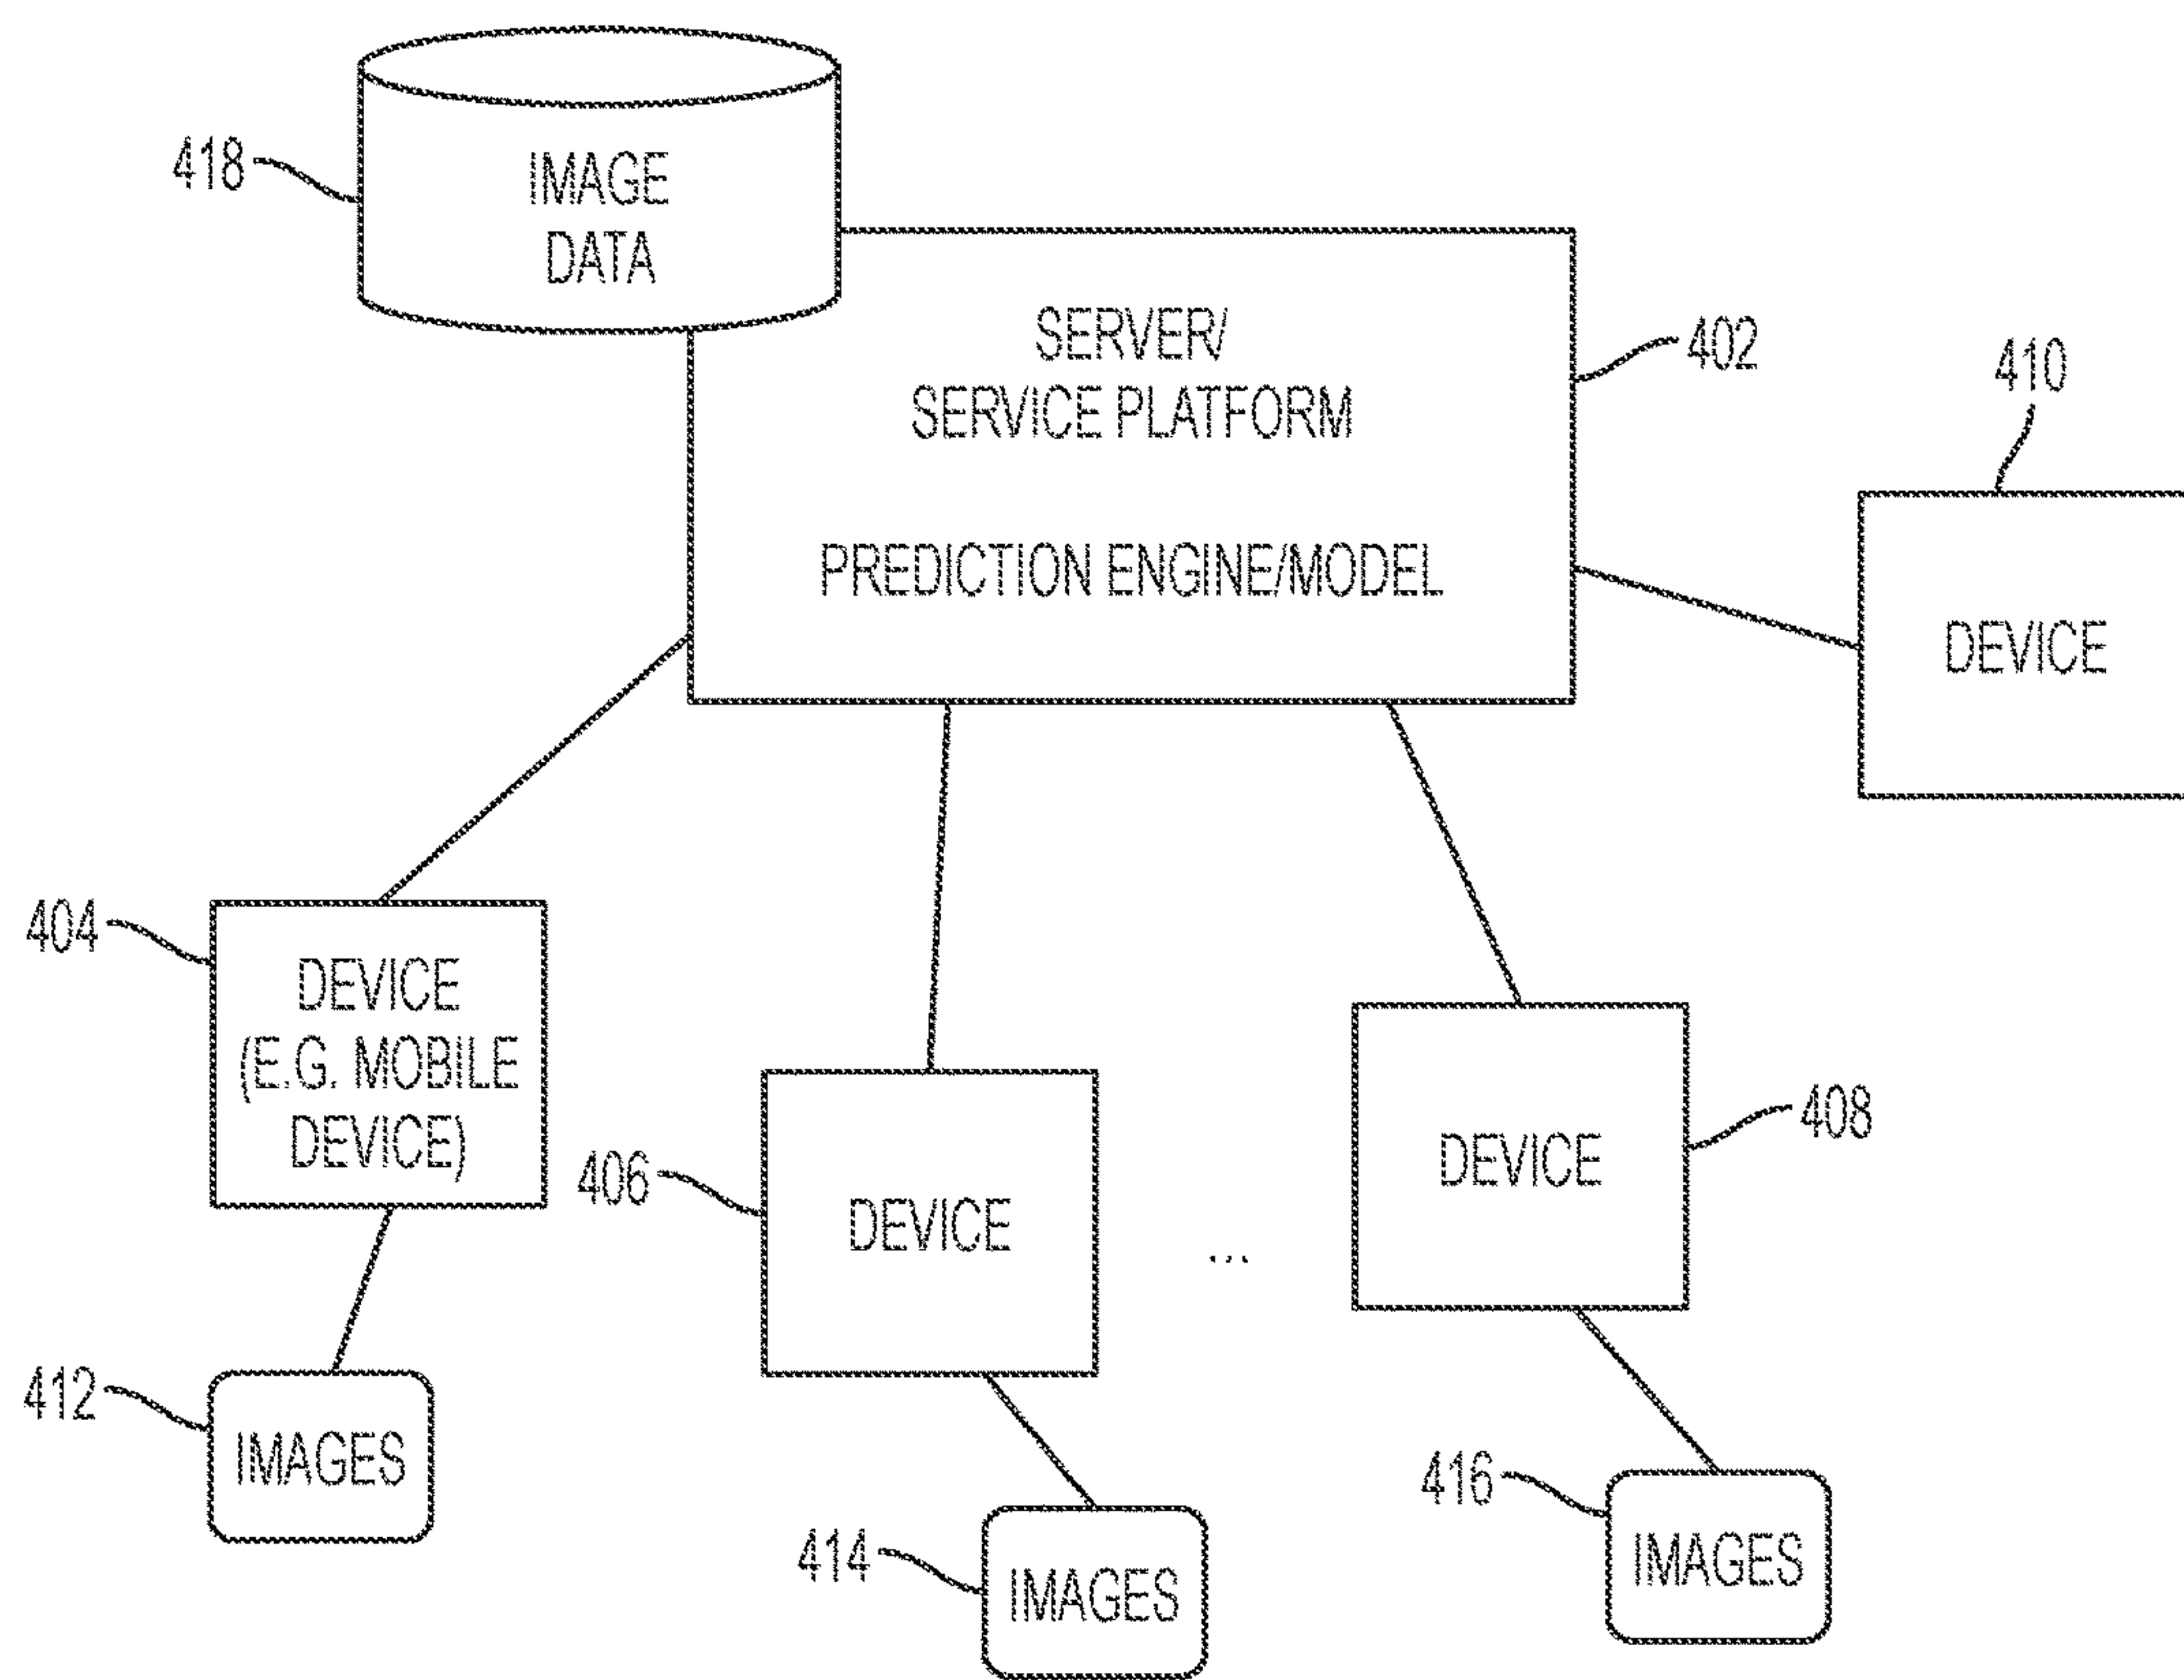 418
IMAGE
DATA
SERVER/
SERVICE PLATFORM
PREDICTION ENGINE/MODEL
402
410
DEVICE
404
DEVICE
(E.G. MOBILE
DEVICE)
406
DEVICE
...
DEVICE
408
412
IMAGES
414
IMAGES
416
IMAGES